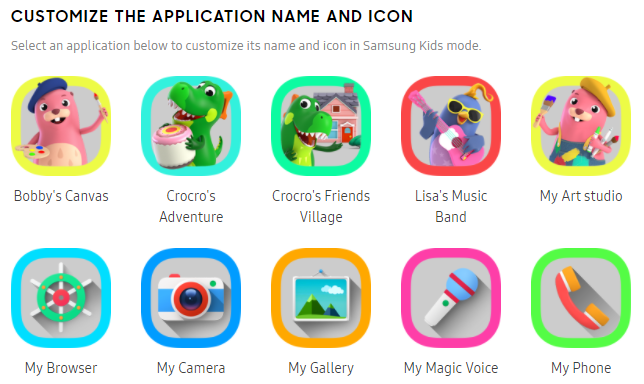 CUSTOMIZE THE APPLICATION NAME AND ICON
Select an application below to customize its name and icon in Samsung Kids mode.
Bobby's Canvas
Crocro's
Adventure
Crocro's Friends
Village
Lisa's Music
Band
My Art studio
My Browser
My Camera
My Gallery
My Magic Voice
My Phone